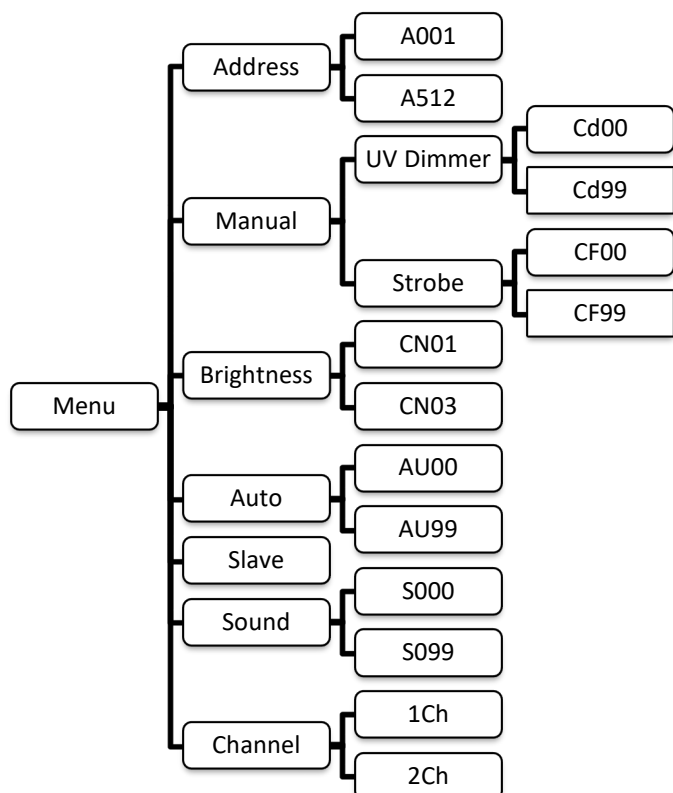 Menu
Address
A001
A512
Manual
UV Dimmer
Cd00
Cd99
Strobe
CF00
CF99
Brightness
CN01
CN03
Auto
AU00
AU99
Slave
Sound
S000
S099
Channel
1Ch
2Ch